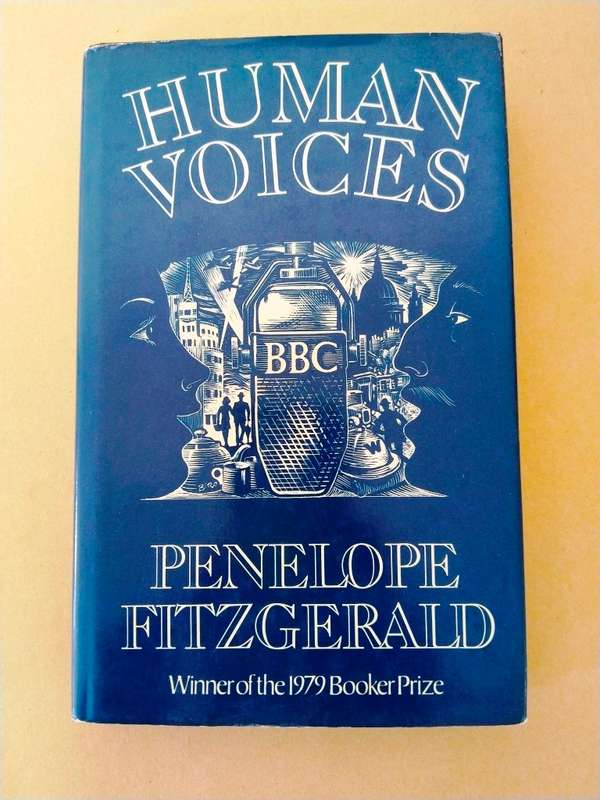 HUMAN
VOICES
BBC
W
PENELOPE
FITZGERALD
Winner of the 1979 Booker Prize